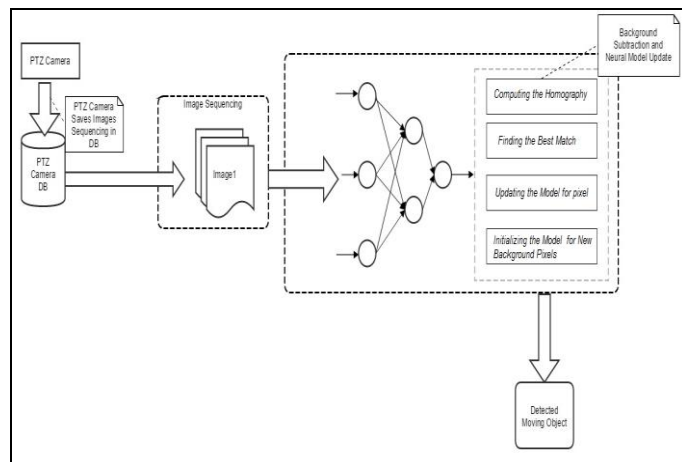 PTZ Camera
PTZ Camera
Saves Images
Sequencing in
DB
PTZ
Camera
DB
Image Sequencing
Image1
Background
Subtraction and
Neural Model Update
Computing the Homography
Finding the Best Match
Updating the Model for pixel
Initializing the Model for New
Background Pixels
Detected
Moving Object